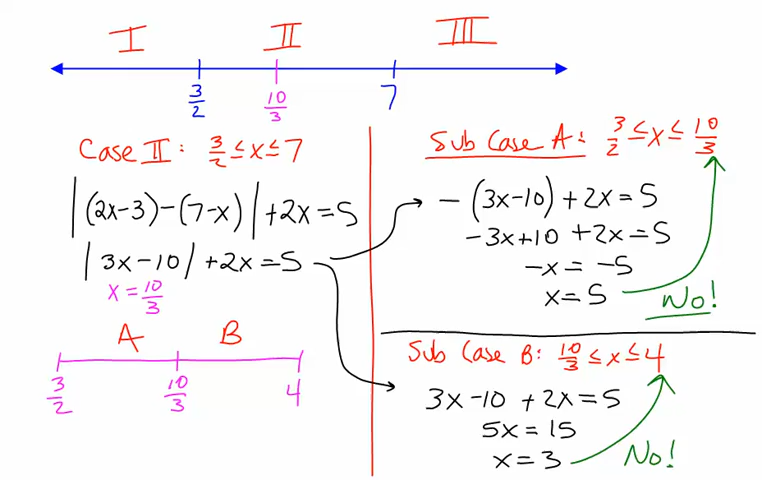 I II III
3/2 10/3 7
Case II: 3/2 ≤ x ≤ 7
|(2x-3)-(7-x)| +2x=5
|3x-10| +2x=5
x = 10/3
A B
3/2 10/3 4
Sub Case A: 3/2 ≤ x ≤ 10/3
-(3x-10)+2x=5
-3x+10 +2x=5
-x = -5
x = 5 No!
Sub Case B: 10/3 ≤ x ≤ 4
3x-10 +2x=5
5x = 15
x = 3 No!